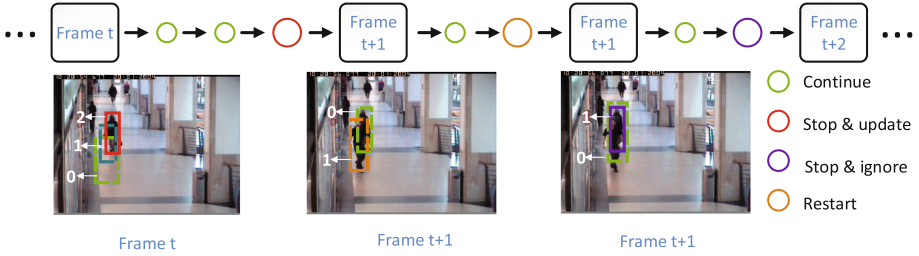 ... Frame t Frame t+1 Frame t+1 Frame t+2 ...
2
1
0
0
1
1
0
Continue
Stop & update
Stop & ignore
Restart
Frame t
Frame t+1
Frame t+1